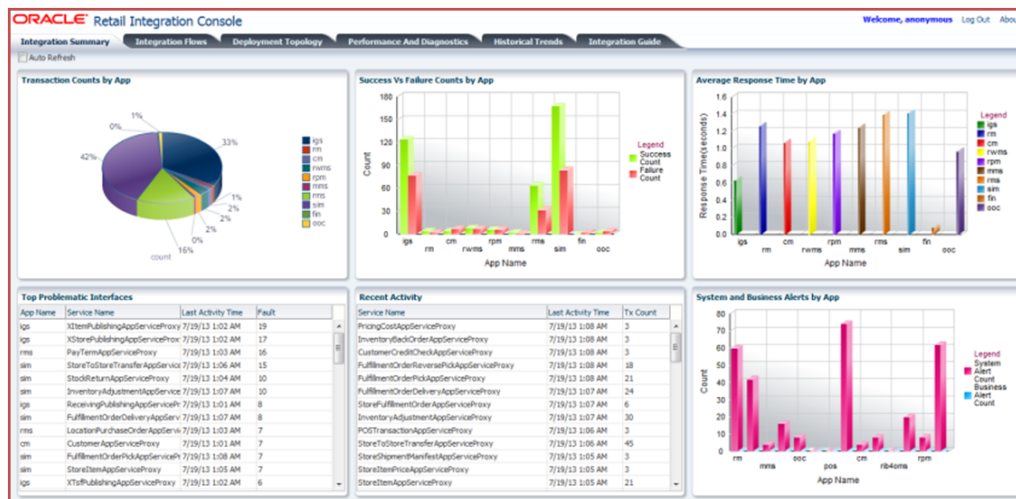 ORACLE® Retail Integration Console
Welcome, anonymous Log Out Abou
Integration Summary Integration Flows Deployment Topology Performance And Diagnostics Historical Trends Integration Guide
Auto Refresh
Transaction Counts by App
1%
0%
42%
33%
1%
2%
2%
0%
16%
count
igs
rm
cm
rwms
rpm
mms
rms
sim
fin
ooc
Success Vs Failure Counts by App
Count
180
150
120
90
60
30
0
igs
rm
cm
rwms
rpm
mms
rms
sim
fin
ooc
App Name
Legend
Success Count
Failure Count
Average Response Time by App
Response Time(seconds)
1.6
1.4
1.2
1.0
0.8
0.6
0.4
0.2
0.0
igs
rm
cm
rwms
rpm
mms
rms
sim
fin
ooc
App Name
Legend
igs
rm
cm
rwms
rpm
mms
rms
sim
fin
ooc
Top Problematic Interfaces
App Name Service Name Last Activity Time Fault
igs XItemPublishingAppServiceProxy 7/19/13 1:02 AM 19
igs XStorePublishingAppServiceProx 7/19/13 1:02 AM 17
rms PayTermAppServiceProxy 7/19/13 1:03 AM 16
sim StoreToStoreTransferAppServic 7/19/13 1:06 AM 15
sim StockReturnAppServiceProxy 7/19/13 1:04 AM 10
sim InventoryAdjustmentAppService 7/19/13 1:07 AM 10
igs ReceivingPublishingAppServiceP 7/19/13 1:01 AM 8
sim FulfillmentOrderDeliveryAppServ 7/19/13 1:07 AM 8
rms LocationPurchaseOrderAppServi 7/19/13 1:03 AM 7
cm CustomerAppServiceProxy 7/19/13 1:01 AM 7
sim FulfillmentOrderPickAppServiceP 7/19/13 1:08 AM 7
sim StoreItemAppServiceProxy 7/19/13 1:05 AM 7
igs XTsfPublishingAppServiceProxy 7/19/13 1:02 AM 6
Recent Activity
Service Name Last Activity Time Tx Count
PricingCostAppServiceProxy 7/19/13 1:08 AM 3
InventoryBackOrderAppServiceProxy 7/19/13 1:08 AM 3
CustomerCreditCheckAppServiceProxy 7/19/13 1:08 AM 3
FulfillmentOrderReversePickAppServiceProxy 7/19/13 1:08 AM 18
FulfillmentOrderPickAppServiceProxy 7/19/13 1:08 AM 21
FulfillmentOrderDeliveryAppServiceProxy 7/19/13 1:07 AM 24
StoreFulfillmentOrderAppServiceProxy 7/19/13 1:07 AM 6
InventoryAdjustmentAppServiceProxy 7/19/13 1:07 AM 30
POSTransactionAppServiceProxy 7/19/13 1:06 AM 3
StoreToStoreTransferAppServiceProxy 7/19/13 1:06 AM 45
StoreShipmentManifestAppServiceProxy 7/19/13 1:05 AM 3
StoreItemPriceAppServiceProxy 7/19/13 1:05 AM 3
StoreItemAppServiceProxy 7/19/13 1:05 AM 21
System and Business Alerts by App
Count
80
70
60
50
40
30
20
10
0
rm
mms
ooc
pos
cm
rib4oms
rpm
App Name
Legend
System Alert Count
Business Alert Count